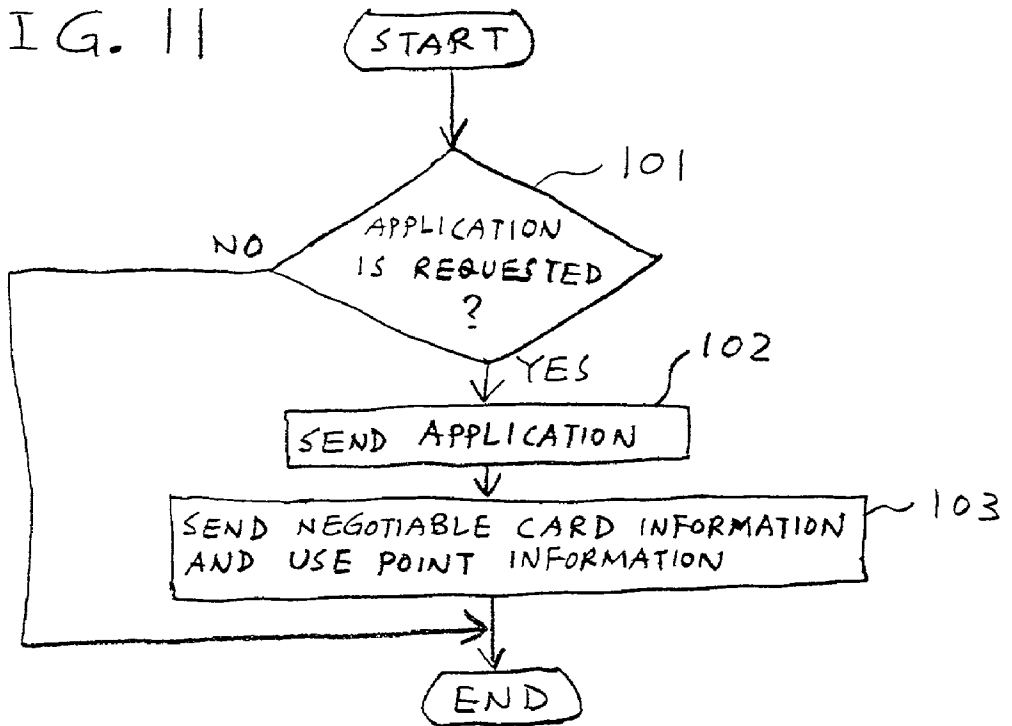 IG. 11
START
101
APPLICATION
IS REQUESTED
?
NO
YES
102
SEND APPLICATION
103
SEND NEGOTIABLE CARD INFORMATION
AND USE POINT INFORMATION
END